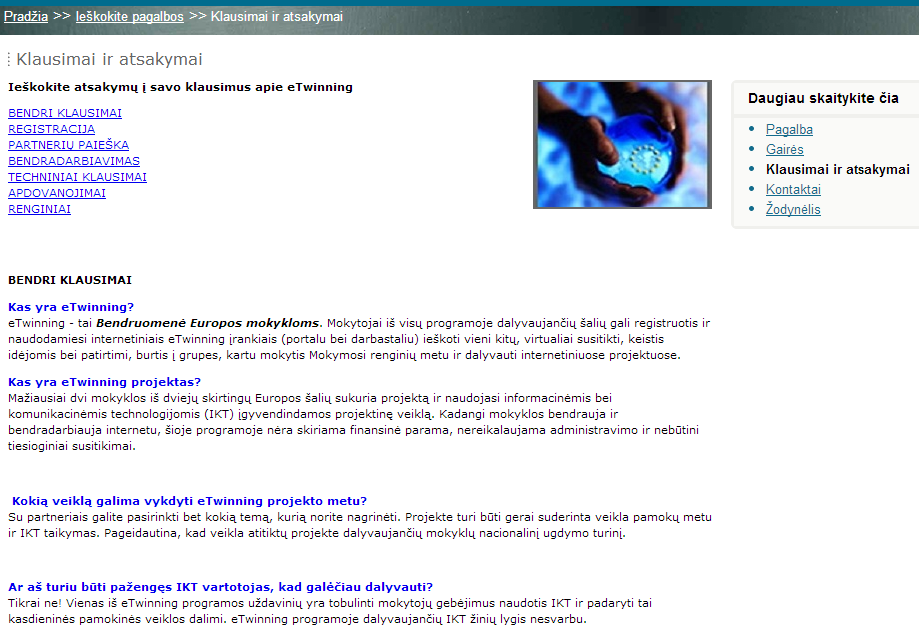 Pradžia >> Ieškokite pagalbos >> Klausimai ir atsakymai
Klausimai ir atsakymai
Ieškokite atsakymų į savo klausimus apie eTwinning
BENDRI KLAUSIMAI
REGISTRACIJA
PARTNERIŲ PAIEŠKA
BENDRADARBIAVIMAS
TECHNINIAI KLAUSIMAI
APDOVANOJIMAI
RENGINIAI
Daugiau skaitykite čia
Pagalba
Gairės
Klausimai ir atsakymai
Kontaktai
Žodynėlis
BENDRI KLAUSIMAI
Kas yra eTwinning?
eTwinning - tai Bendruomenė Europos mokykloms. Mokytojai iš visų programoje dalyvaujančių šalių gali registruotis ir
naudodamiesi internetiniais eTwinning įrankiais (portalu bei darbastaliu) ieškoti vieni kitų, virtualiai susitikti, keistis
idėjomis bei patirtimi, burtis į grupes, kartu mokytis Mokymosi renginių metu ir dalyvauti internetiniuose projektuose.
Kas yra eTwinning projektas?
Mažiausiai dvi mokyklos iš dviejų skirtingų Europos šalių sukuria projektą ir naudojasi informacinėmis bei
komunikacinėmis technologijomis (IKT) įgyvendindamos projektinę veiklą. Kadangi mokyklos bendrauja ir
bendradarbiauja internetu, šioje programoje nėra skiriama finansinė parama, nereikalaujama administravimo ir nebūtini
tiesioginiai susitikimai.
Kokią veiklą galima vykdyti eTwinning projekto metu?
Su partneriais galite pasirinkti bet kokią temą, kurią norite nagrinėti. Projekte turi būti gerai suderinta veikla pamokų metu
ir IKT taikymas. Pageidautina, kad veikla atitiktų projekte dalyvaujančių mokyklų nacionalinį ugdymo turinį.
Ar aš turiu būti pažengęs IKT vartotojas, kad galėčiau dalyvauti?
Tikrai ne! Vienas iš eTwinning programos uždavinių yra tobulinti mokytojų gebėjimus naudotis IKT ir padaryti tai
kasdieninės pamokinės veiklos dalimi. eTwinning programoje dalyvaujančių IKT žinių lygis nesvarbu.